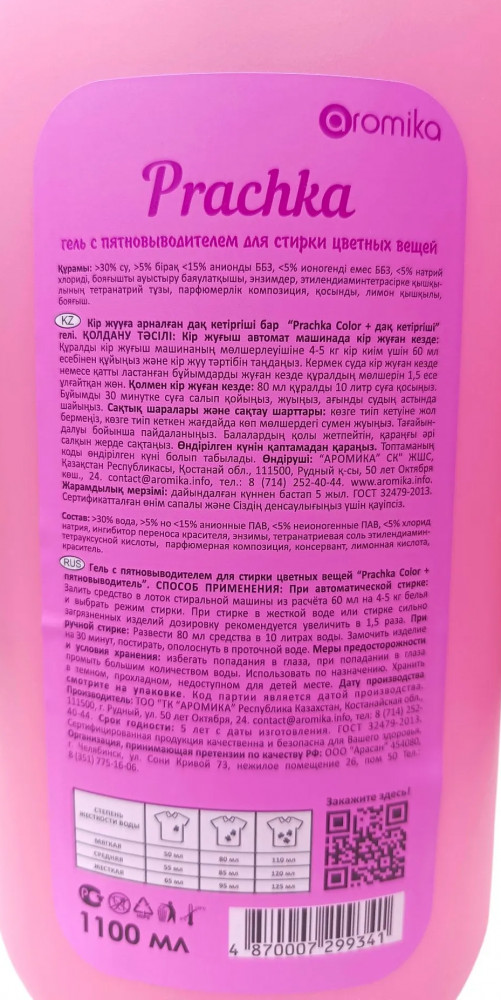 aromika
Prachka
гель с пятновыводителем для стирки цветных вещей
Құрамы: >30% су, >5% бірақ <15% анионды ББЗ, <5% ионогенді емес ББЗ, <5% натрий
хлориді, бояғышты ауыстыру баяулатқышы, энзимдер, этилендиаминтетрасірке қышқы-
лының тетранатрий тұзы, парфюмерлік композиция, қосынды, лимон қышқылы,
бояғыш.
KZ Кір жууға арналған дақ кетіргіші бар "Prachka Color + дақ кетіргіші"
гелі. ҚОЛДАНУ ТӘСІЛІ: Кір жуғыш автомат машинада кір жуған кезде:
Құралды кір жуғыш машинаның мөлшерлеуішіне 4-5 кг кір киім үшін 60 мл
есебінен құйыңыз және кір жуу тәртібін таңдаңыз. Кермек суда кір жуған кезде
немесе қатты ластанған бұйымдарды жуған кезде құралдың мөлшерін 1,5 есе
ұлғайтқан жөн. Қолмен кір жуған кезде: 80 мл құралды 10 литр суға қосыңыз.
Бұйымды 30 минутке суға салып қойыңыз, жуыңыз, ағынды судың астында
шайыңыз. Сақтық шаралары және сақтау шарттары: көзге тиіп кетуіне жол
бермеңіз, көзге тиіп кеткен жағдайда көп мөлшердегі сумен жуыңыз. Тағайын-
далуы бойынша пайдаланыңыз. Балалардың қолы жетпейтін, қараңғы әрі
салқын жерде сақтаңыз. Өндірілген күнін қаптамадан қараңыз. Топтаманың
коды өндірілген күні болып табылады. Өндіруші: "АРОМИКА" СК" ЖШС,
Қазақстан Республикасы, Қостанай обл., 111500, Рудный қ-сы, 50 лет Октября
көш., 24. contact@aromika.info, тел.: 8 (714) 252-40-44. www.aromika.info.
Жарамдылық мерзімі: дайындалған күннен бастап 5 жыл. ГОСТ 32479-2013.
Сертификатталған өнім сапалы және Сіздің денсаулығыңыз үшін қауіпсіз.
Состав: >30% вода, >5% но <15% анионные ПАВ, <5% неионогенные ПАВ, <5% хлорид
натрия, ингибитор переноса красителя, энзимы, тетранатриевая соль этилендиамин-
тетрауксусной кислоты, парфюмерная композиция, консервант, лимонная кислота,
краситель.
RUS Гель с пятновыводителем для стирки цветных вещей "Prachka Color +
пятновыводитель". СПОСОБ ПРИМЕНЕНИЯ: При автоматической стирке:
Залить средство в лоток стиральной машины из расчёта 60 мл на 4-5 кг белья
и выбрать режим стирки. При стирке в жесткой воде или стирке сильно
загрязненных изделий дозировку рекомендуется увеличить в 1,5 раза. При
ручной стирке: Развести 80 мл средства в 10 литрах воды. Замочить изделие
на 30 минут, постирать, ополоснуть в проточной воде. Меры предосторожности
и условия хранения: избегать попадания в глаза, при попадании в глаза
промыть большим количеством воды. Использовать по назначению. Хранить
в темном, прохладном, недоступном для детей месте. Дату производства
смотрите на упаковке. Код партии является датой производства.
Производитель: ТОО "ТК "АРОМИКА" Республика Казахстан, Костанайская обл.,
111500, г. Рудный, ул. 50 лет Октября, 24. contact@aromika.info, тел.: 8 (714) 252-
40-44. Срок годности: 5 лет с даты изготовления. ГОСТ 32479-2013.
Сертифицированная продукция качественна и безопасна для Вашего здоровья.
Организация, принимающая претензии по качеству РФ: ООО "Арасан" 454080,
г. Челябинск, ул. Сони Кривой 73, нежилое помещение 26, пом 50 Тел.:
8 (351) 775-16-06.
СТЕПЕНЬ
ЖЕСТКОСТИ ВОДЫ
МЯГКАЯ 50 мл 80 мл 110 мл
СРЕДНЯЯ 55 мл 85 мл 120 мл
ЖЕСТКАЯ 65 мл 95 мл 125 мл
Закажите здесь!
1100 мл
4 870007 299341